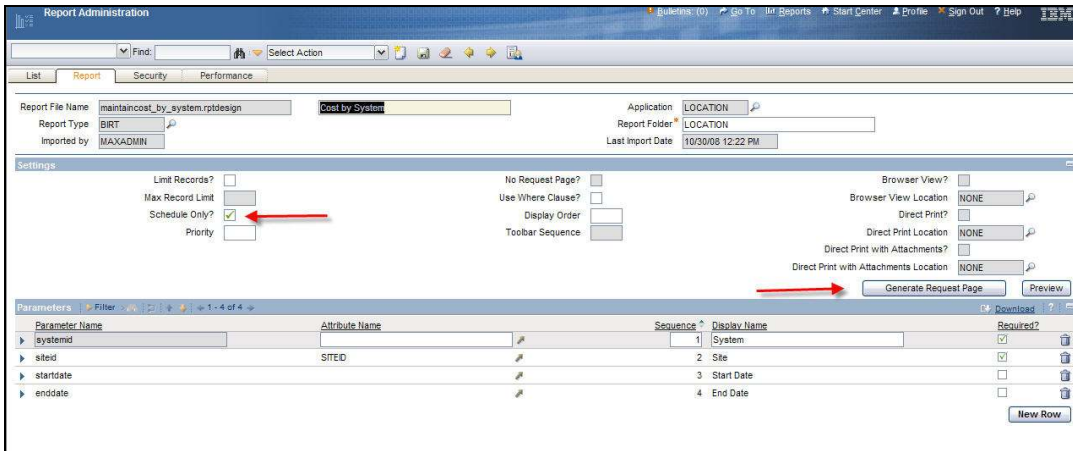 Report Administration
Bulletins: (0) Go To Reports Start Center Profile Sign Out ? Help IBM
Find: Select Action
List Report Security Performance
Report File Name maintaincost_by_system.rptdesign Cost by System Application LOCATION
Report Type BIRT Report Folder* LOCATION
Imported by MAXADMIN Last Import Date 10/30/08 12:22 PM
Settings
Limit Records? No Request Page? Browser View?
Max Record Limit Use Where Clause? Browser View Location NONE
Schedule Only? Display Order Direct Print?
Priority Toolbar Sequence Direct Print Location NONE
Direct Print with Attachments?
Direct Print with Attachments Location NONE
Generate Request Page Preview
Parameters Filter 1 - 4 of 4 Download ?
Parameter Name Attribute Name Sequence Display Name Required?
systemid 1 System
siteid SITEID 2 Site
startdate 3 Start Date
enddate 4 End Date
New Row